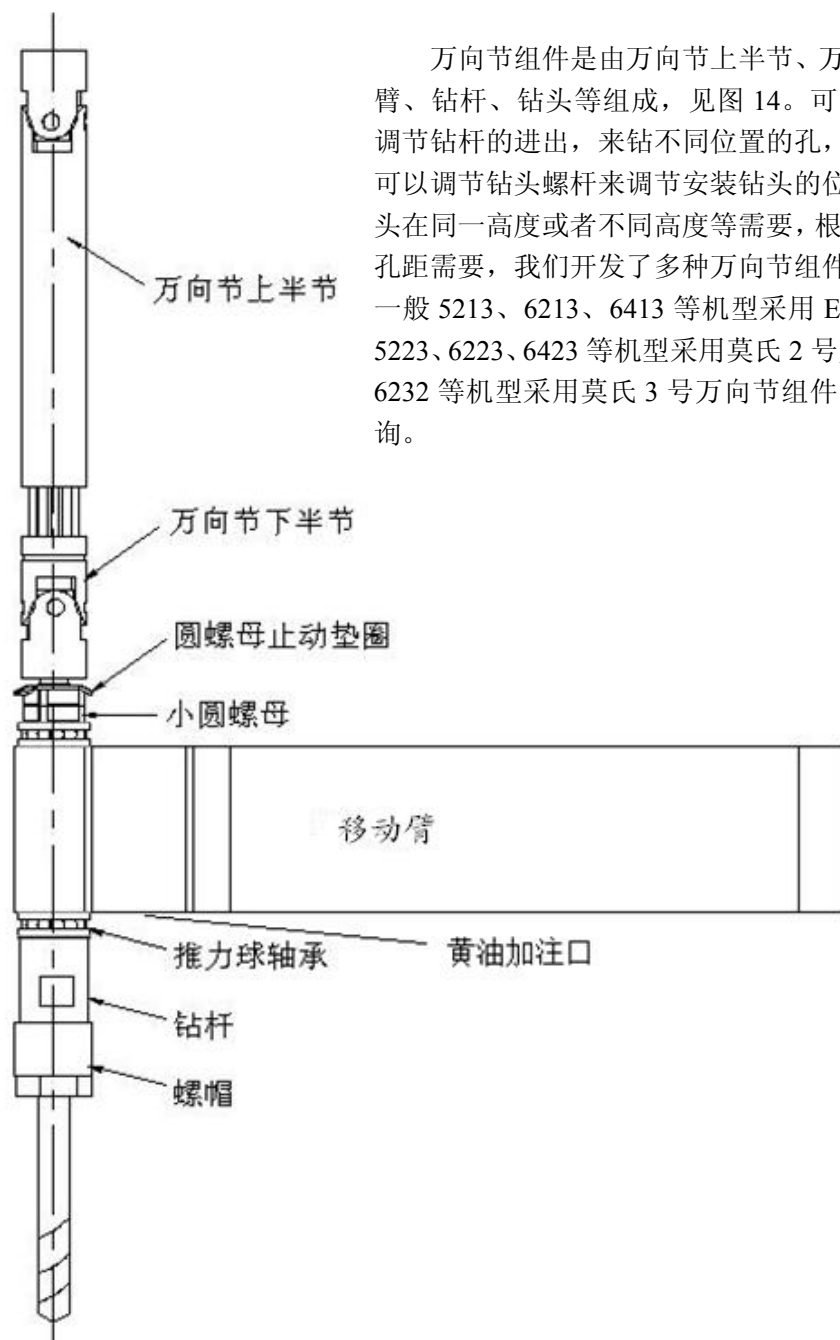 万向节组件是由万向节上半节、万
臂、钻杆、钻头等组成，见图 14。可
调节钻杆的进出，来钻不同位置的孔，
可以调节钻头螺杆来调节安装钻头的位
头在同一高度或者不同高度等需要，根
孔距需要，我们开发了多种万向节组件
一般 5213、6213、6413 等机型采用 E
5223、6223、6423 等机型采用莫氏 2 号
6232 等机型采用莫氏 3 号万向节组件
询。
万向节上半节
万向节下半节
圆螺母止动垫圈
小圆螺母
移动臂
推力球轴承
黄油加注口
钻杆
螺帽